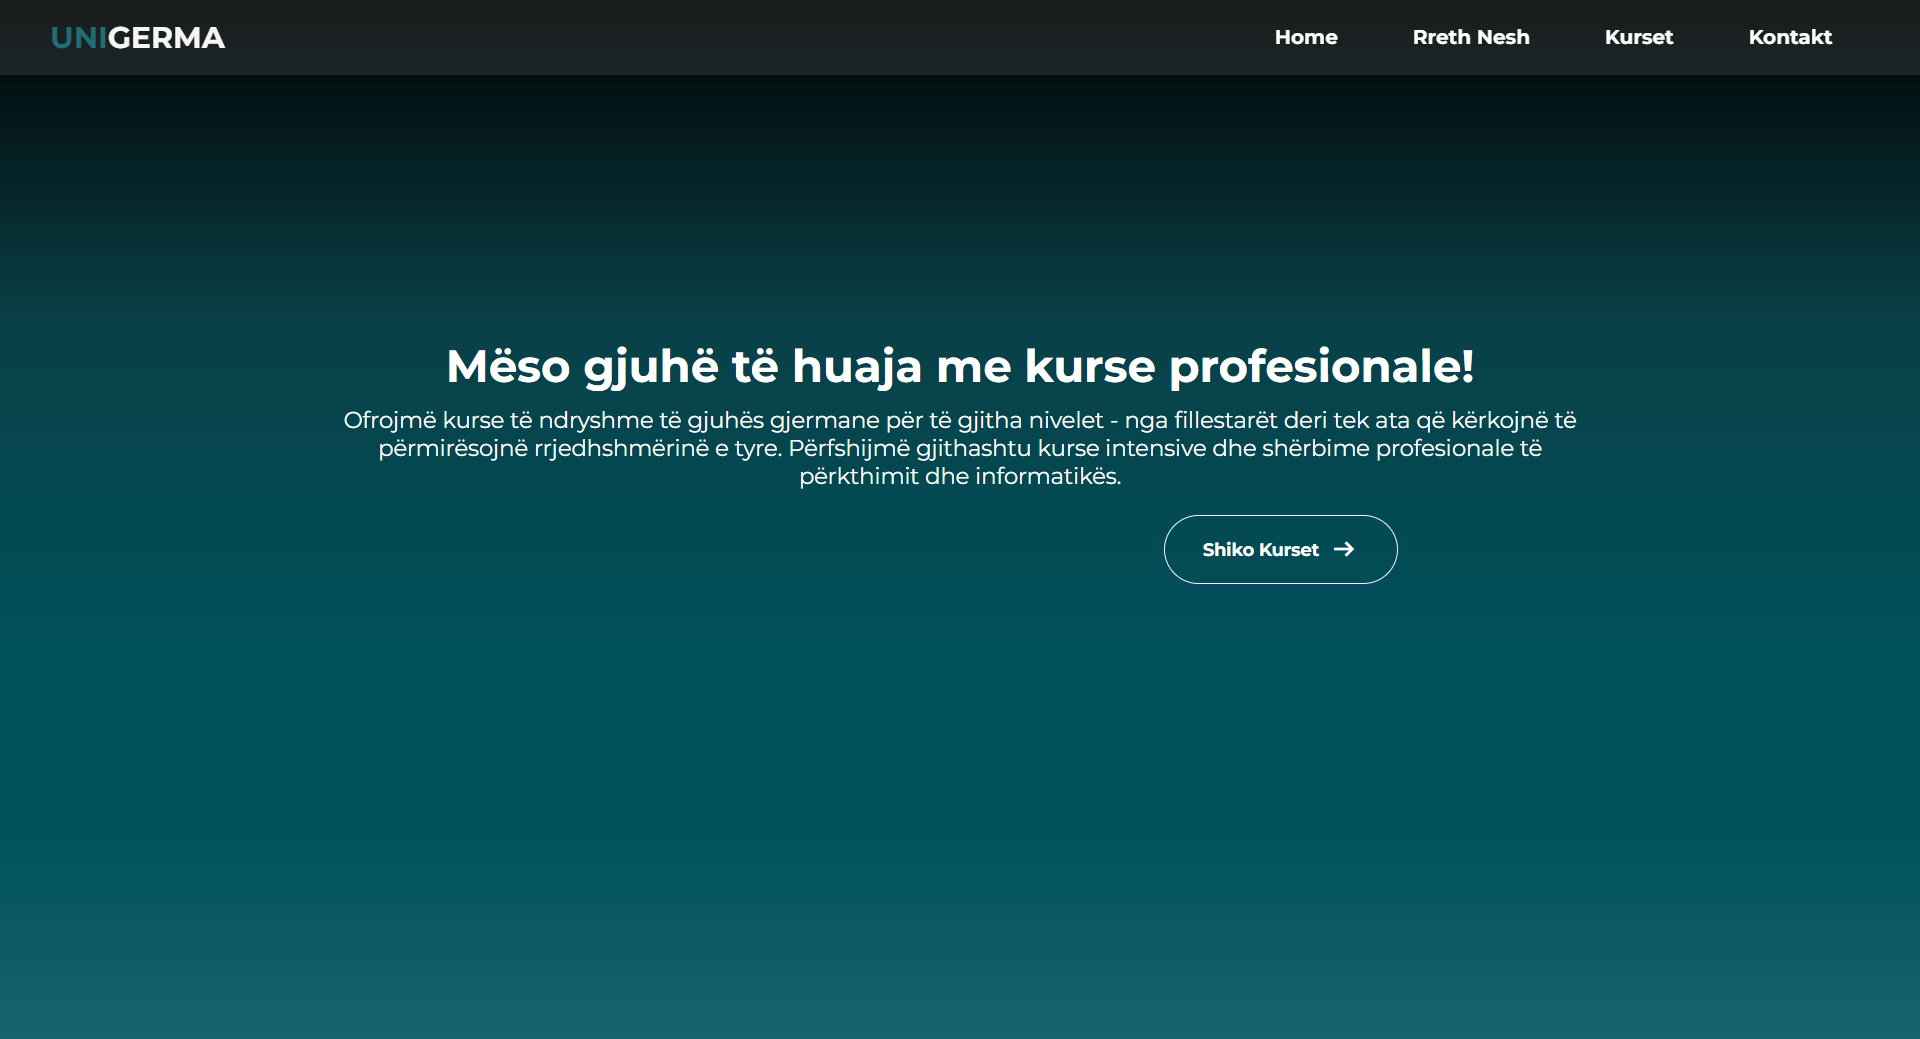 UNIGERMA
Home
Rreth Nesh
Kurset
Kontakt
Mëso gjuhë të huaja me kurse profesionale!
Ofrojmë kurse të ndryshme të gjuhës gjermane për të gjitha nivelet - nga fillestarët deri tek ata që kërkojnë të
përmirësojnë rrjedhshmërinë e tyre. Përfshijmë gjithashtu kurse intensive dhe shërbime profesionale të
përkthimit dhe informatikës.
Shiko Kurset